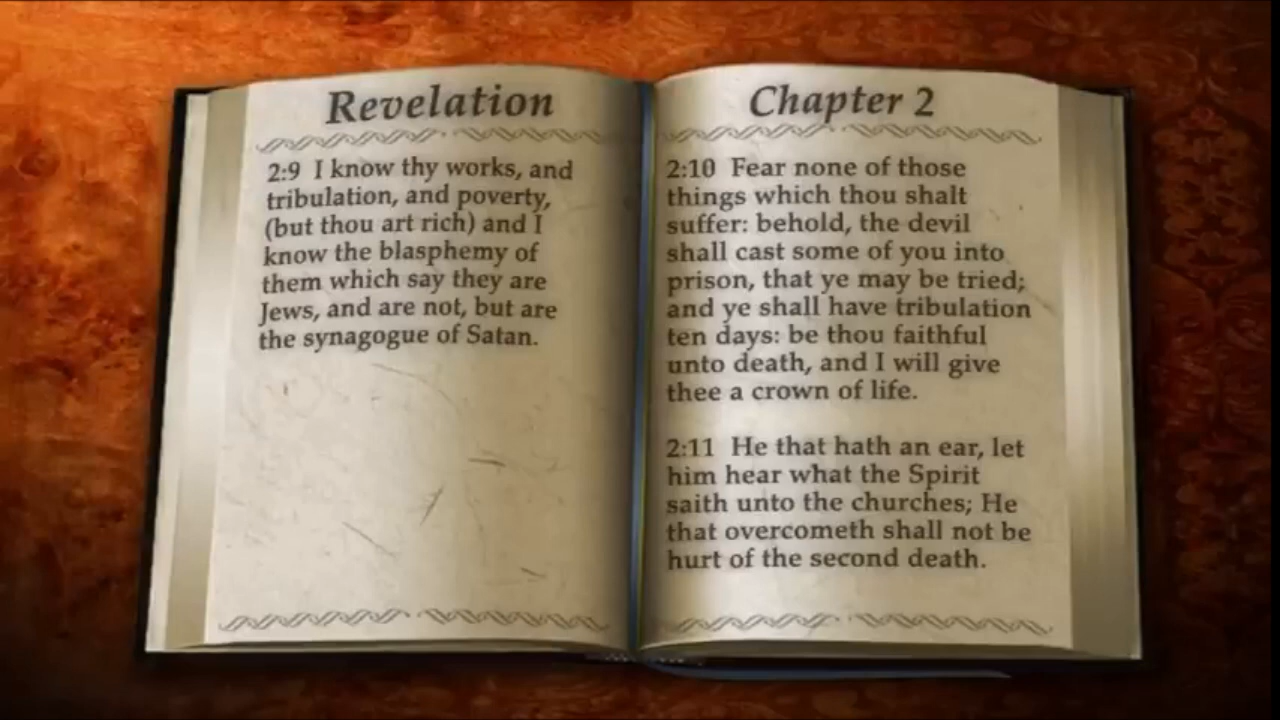 Revelation
2:9 I know thy works, and
tribulation, and poverty,
(but thou art rich) and I
know the blasphemy of
them which say they are
Jews, and are not, but are
the synagogue of Satan.
Chapter 2
2:10 Fear none of those
things which thou shalt
suffer: behold, the devil
shall cast some of you into
prison, that ye may be tried;
and ye shall have tribulation
ten days: be thou faithful
unto death, and I will give
thee a crown of life.
2:11 He that hath an ear, let
him hear what the Spirit
saith unto the churches; He
that overcometh shall not be
hurt of the second death.